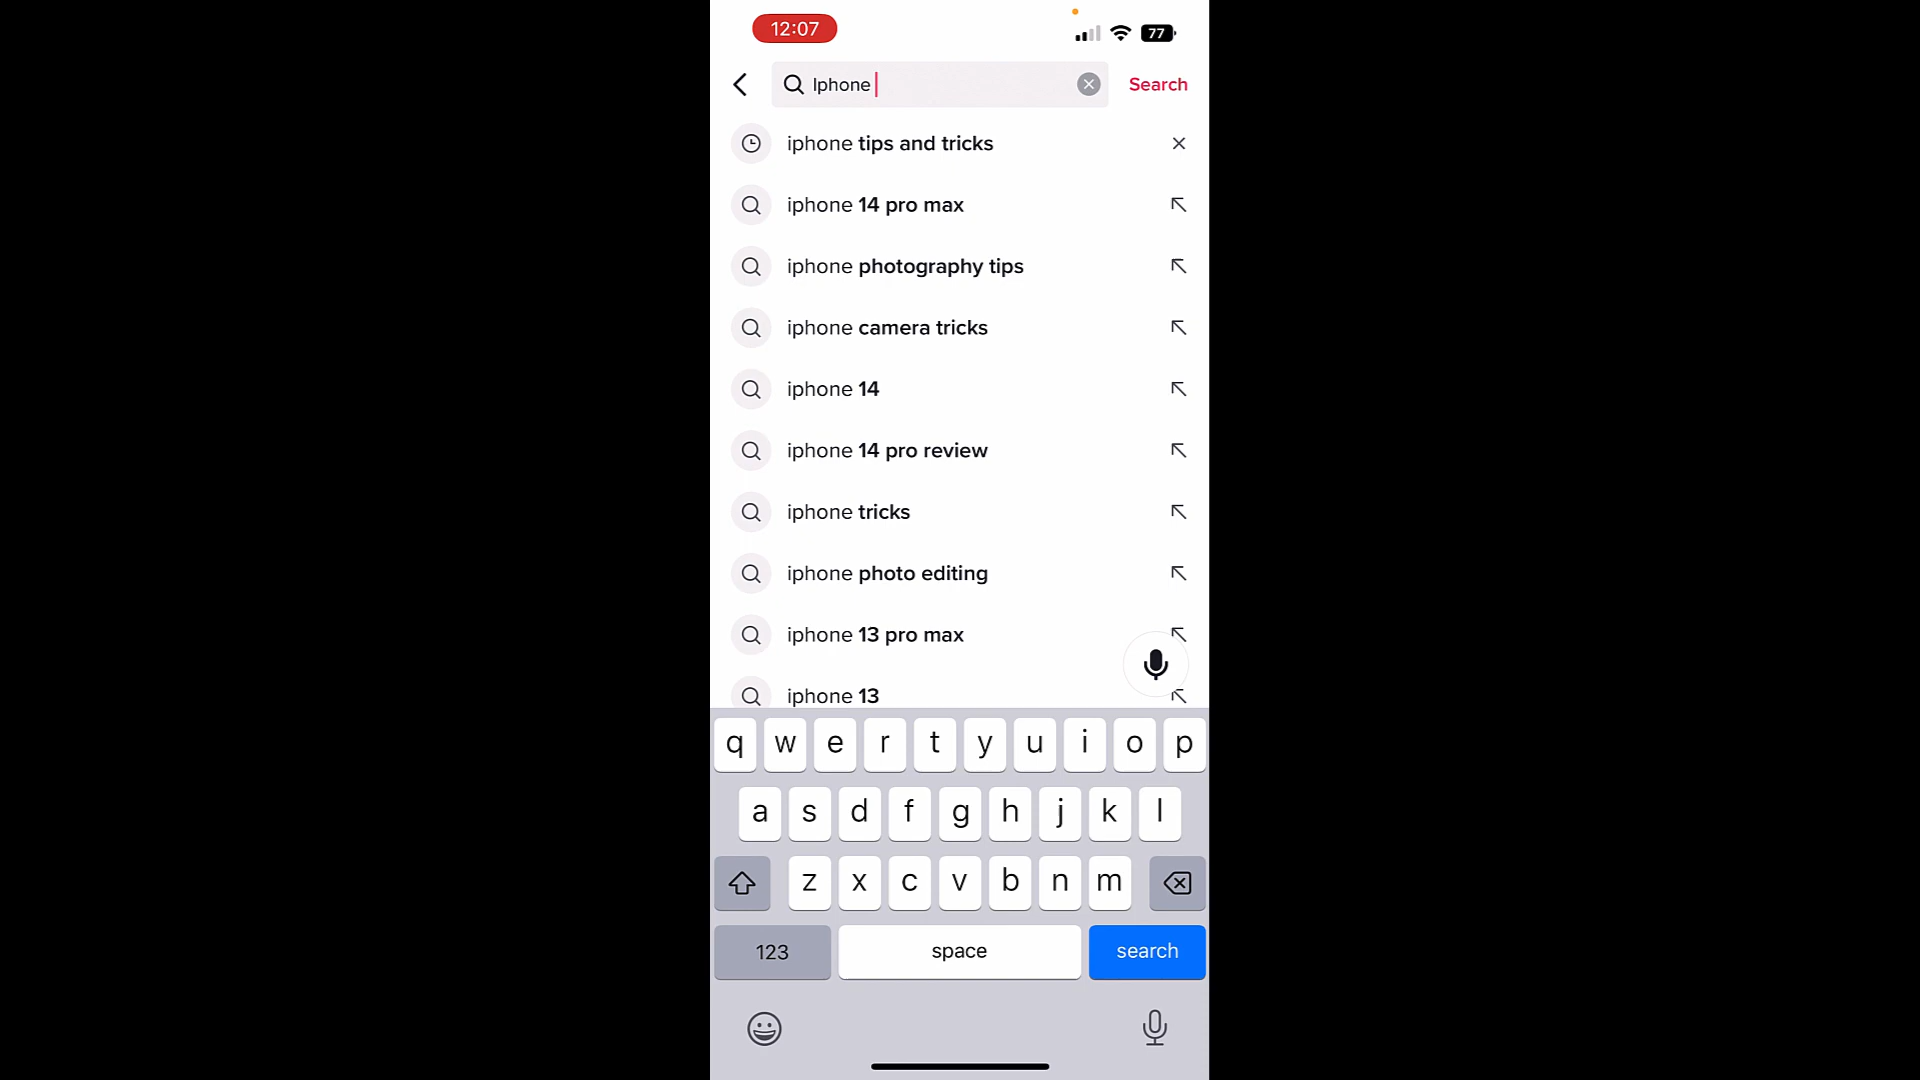 12:07
77
Iphone
Search
iphone tips and tricks
iphone 14 pro max
iphone photography tips
iphone camera tricks
iphone 14
iphone 14 pro review
iphone tricks
iphone photo editing
iphone 13 pro max
iphone 13
q w e r t y u i o p
a s d f g h j k l
z x c v b n m
123 space search